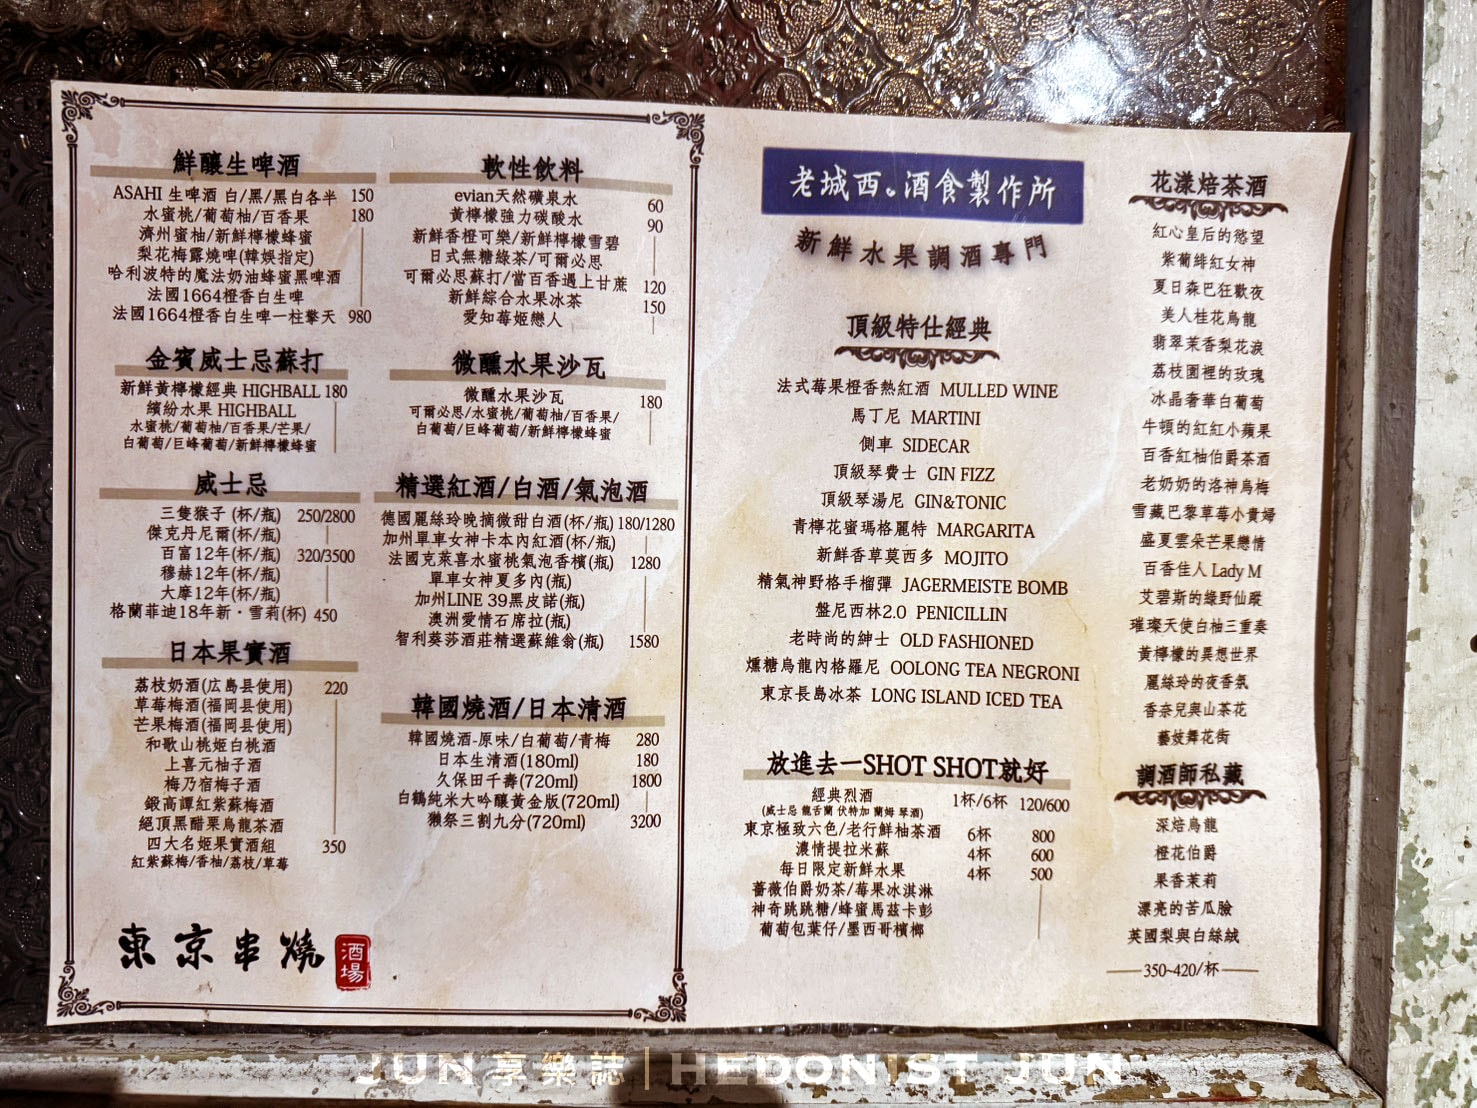 鮮釀生啤酒
ASAHI 生啤酒 白/黑/黑白各半 150
水蜜桃/葡萄柚/百香果 180
濟州蜜柚/新鮮檸檬蜂蜜
梨花梅露燒啤(韓娛指定)
哈利波特的魔法奶油蜂蜜黑啤酒
法國1664橙香白生啤
法國1664橙香白生啤一柱擎天 980
金賓威士忌蘇打
新鮮黃檸檬經典 HIGHBALL 180
繽紛水果 HIGHBALL
水蜜桃/葡萄柚/百香果/芒果/
白葡萄/巨峰葡萄/新鮮檸檬蜂蜜
威士忌
三隻猴子 (杯/瓶) 250/2800
傑克丹尼爾(杯/瓶)
百富12年(杯/瓶) 320/3500
穆赫12年(杯/瓶)
大摩12年(杯/瓶)
格蘭菲迪18年新・雪莉(杯) 450
日本果實酒
荔枝奶酒(広島县使用) 220
草莓梅酒(福岡县使用)
芒果梅酒(福岡县使用)
和歌山桃姬白桃酒
上喜元柚子酒
梅乃宿梅子酒
鍛高譚紅紫蘇梅酒
絕頂黑醋栗烏龍茶酒
四大名姬果實酒組 350
紅紫蘇梅/香柚/荔枝/草莓
東京串燒 酒場
軟性飲料
evian天然礦泉水 60
黃檸檬強力碳酸水 90
新鮮香橙可樂/新鮮檸檬雪碧
日式無糖綠茶/可爾必思
可爾必思蘇打/當百香遇上甘蔗 120
新鮮綜合水果冰茶 150
愛知莓姬戀人
微醺水果沙瓦
微醺水果沙瓦 180
可爾必思/水蜜桃/葡萄柚/百香果/
白葡萄/巨峰葡萄/新鮮檸檬蜂蜜
精選紅酒/白酒/氣泡酒
德國麗絲玲晚摘微甜白酒(杯/瓶) 180/1280
加州單車女神卡本內紅酒(杯/瓶)
法國克萊喜水蜜桃氣泡香檳(瓶) 1280
單車女神夏多內(瓶)
加州LINE 39黑皮諾(瓶)
澳洲愛情石席拉(瓶)
智利葵莎酒莊精選蘇維翁(瓶) 1580
韓國燒酒/日本清酒
韓國燒酒-原味/白葡萄/青梅 280
日本生清酒(180ml) 180
久保田千壽(720ml) 1800
白鶴純米大吟釀黃金版(720ml)
獺祭三割九分(720ml) 3200
老城西。酒食製作所
新鮮水果調酒專門
頂級特仕經典
法式莓果橙香熱紅酒 MULLED WINE
馬丁尼 MARTINI
側車 SIDECAR
頂級琴費士 GIN FIZZ
頂級琴湯尼 GIN&TONIC
青檸花蜜瑪格麗特 MARGARITA
新鮮香草莫西多 MOJITO
精氣神野格手榴彈 JAGERMEISTE BOMB
盤尼西林2.0 PENICILLIN
老時尚的紳士 OLD FASHIONED
燻糖烏龍內格羅尼 OOLONG TEA NEGRONI
東京長島冰茶 LONG ISLAND ICED TEA
放進去一SHOT SHOT就好
經典烈酒 1杯/6杯 120/600
(威士忌 龍舌蘭 伏特加 蘭姆 琴酒)
東京極致六色/老行鮮柚茶酒 6杯 800
濃情提拉米蘇 4杯 600
每日限定新鮮水果 4杯 500
薔薇伯爵奶茶/莓果冰淇淋
神奇跳跳糖/蜂蜜馬茲卡彭
葡萄包葉仔/墨西哥檳榔
花漾焙茶酒
紅心皇后的慾望
紫葡緋紅女神
夏日森巴狂歡夜
美人桂花烏龍
翡翠茉香梨花淚
荔枝園裡的玫瑰
冰晶奢華白葡萄
牛頓的紅紅小蘋果
百香紅柚伯爵茶酒
老奶奶的洛神烏梅
雪藏巴黎草莓小貴婦
盛夏雲朵芒果戀情
百香佳人 Lady M
艾碧斯的綠野仙蹤
璀璨天使白柚三重奏
黃檸檬的異想世界
麗絲玲的夜香氛
香奈兒與山茶花
藝妓舞花街
調酒師私藏
深焙烏龍
橙花伯爵
果香茉莉
漂亮的苦瓜臉
英國梨與白絲絨
350~420/杯
JUN享樂誌 | HEDONIST JUN